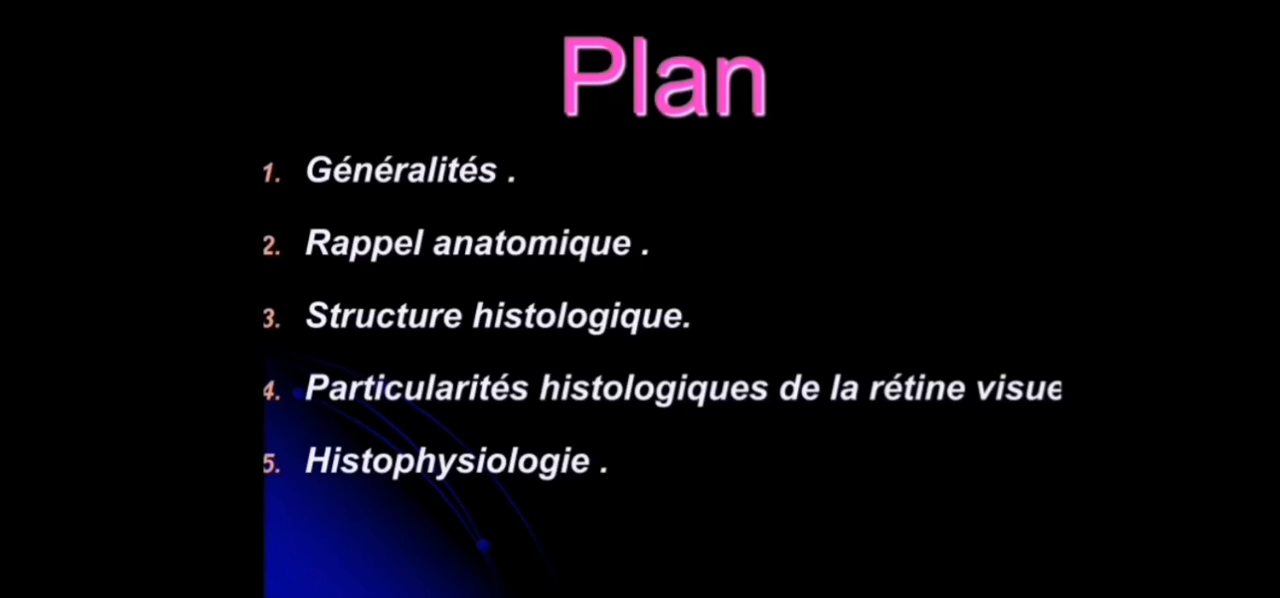 Plan
1. Généralités .
2. Rappel anatomique .
3. Structure histologique.
4. Particularités histologiques de la rétine visue
5. Histophysiologie .